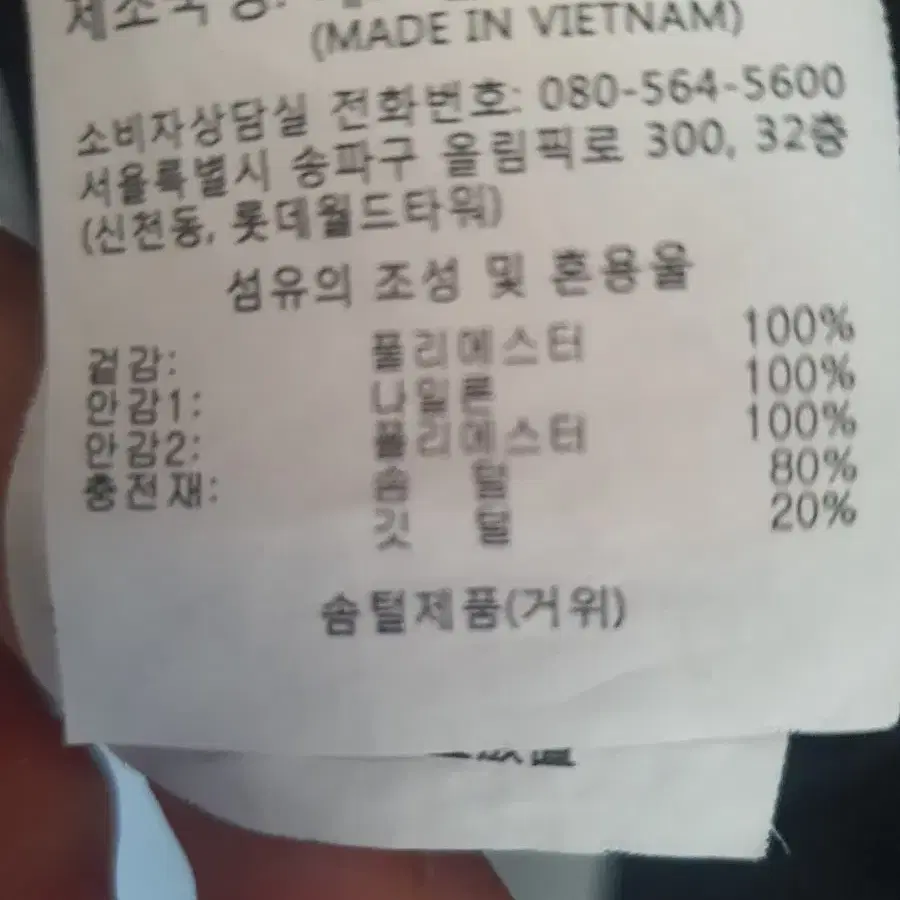 제조국명:
(MADE IN VIETNAM)
소비자상담실 전화번호: 080-564-5600
서울특별시 송파구 올림픽로 300, 32층
(신천동, 롯데월드타워)
섬유의 조성 및 혼용율
겉감: 폴리에스터 100%
안감1: 나일론 100%
안감2: 폴리에스터 100%
충전재: 솜 털 80%
깃 털 20%
솜털제품(거위)